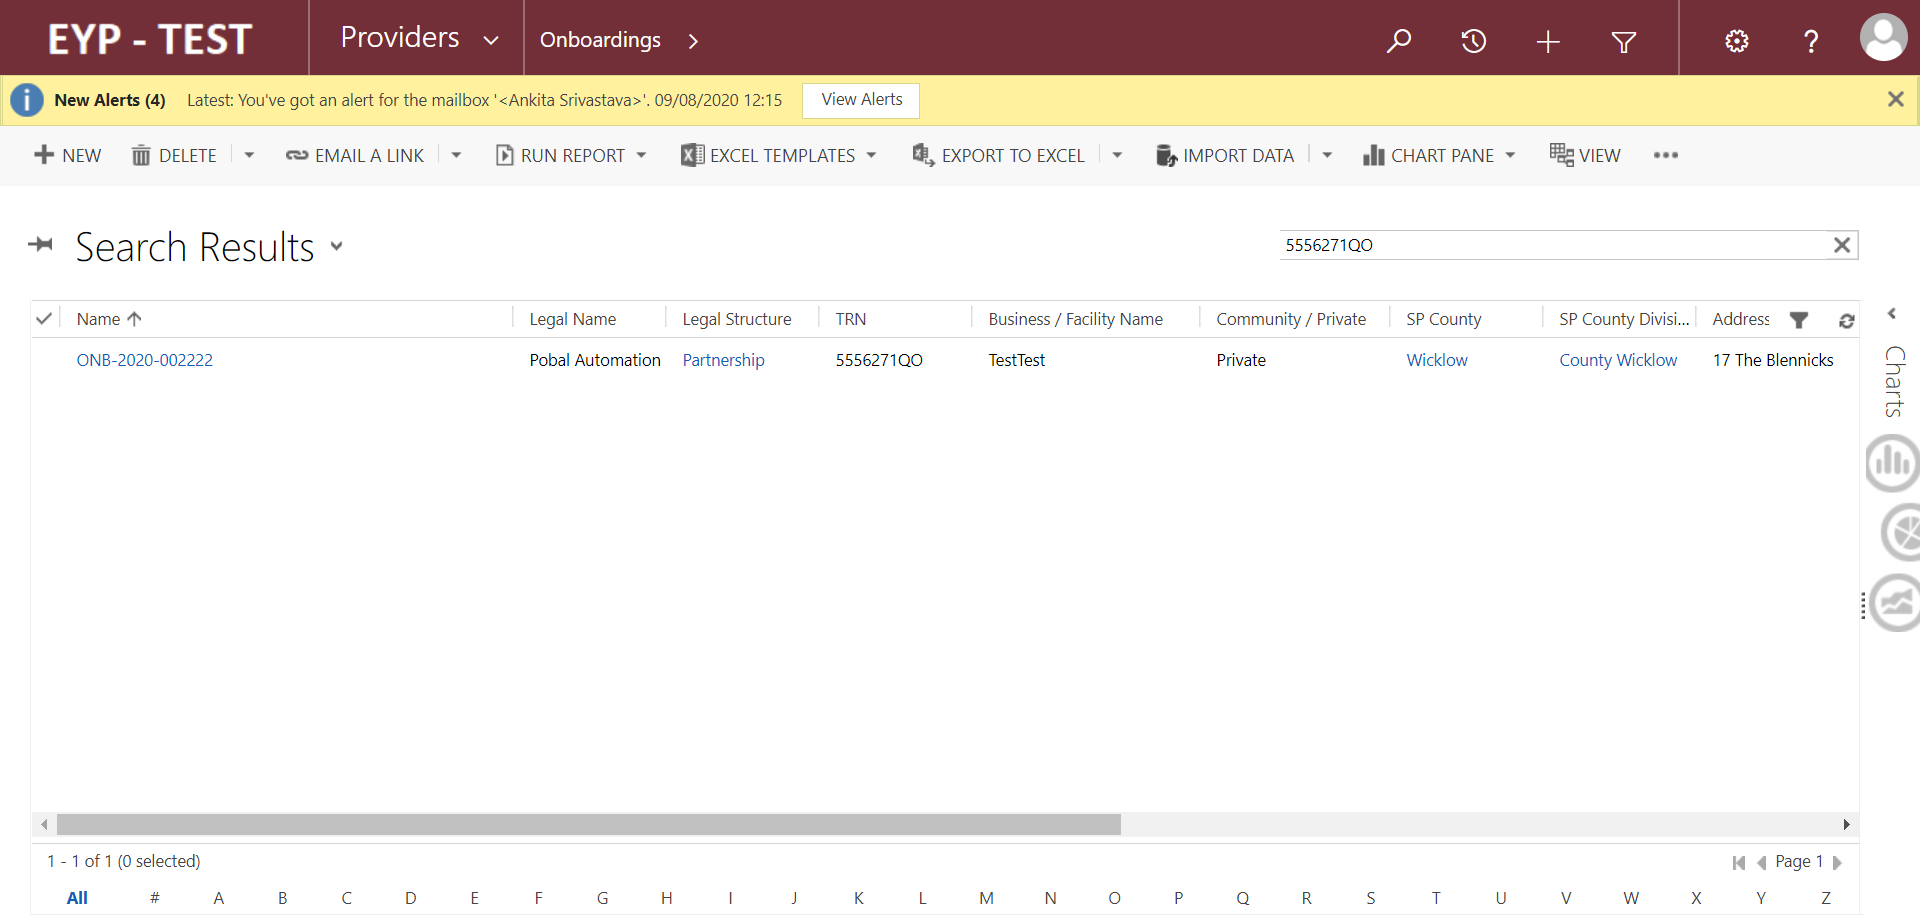 EYP - TEST
Providers
Onboardings
New Alerts (4) Latest: You've got an alert for the mailbox '<Ankita Srivastava>'. 09/08/2020 12:15 View Alerts
NEW DELETE EMAIL A LINK RUN REPORT EXCEL TEMPLATES EXPORT TO EXCEL IMPORT DATA CHART PANE VIEW
Search Results
5556271QO
Name Legal Name Legal Structure TRN Business / Facility Name Community / Private SP County SP County Divisi... Address
ONB-2020-002222 Pobal Automation Partnership 5556271QO TestTest Private Wicklow County Wicklow 17 The Blennicks
Charts
1 - 1 of 1 (0 selected) Page 1
All # A B C D E F G H I J K L M N O P Q R S T U V W X Y Z